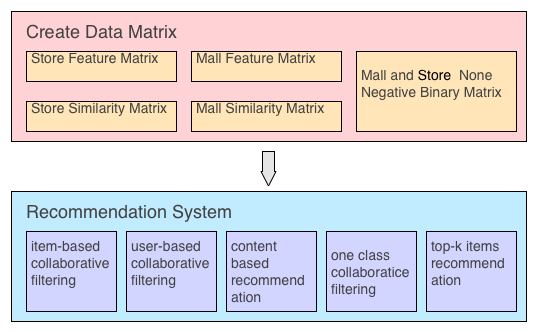 Create Data Matrix
Store Feature Matrix
Mall Feature Matrix
Mall and Store None
Negative Binary Matrix
Store Similarity Matrix
Mall Similarity Matrix
Recommendation System
item-based
collaborative
filtering
user-based
collaborative
filtering
content
based
recommend
ation
one class
collaboratice
filtering
top-k items
recommend
ation